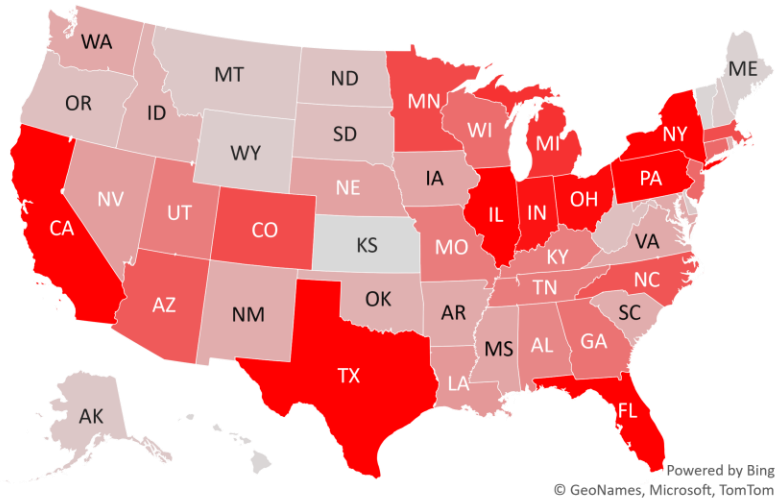 WA
MT
ND
ME
OR
ID
MN
SD
WI
NY
MI
WY
IA
PA
NE
NV
IL
IN
OH
UT
CO
CA
KS
MO
VA
KY
NC
TN
AZ
NM
OK
AR
SC
MS
AL
GA
TX
LA
AK
FL
Powered by Bing
© GeoNames, Microsoft, TomTom